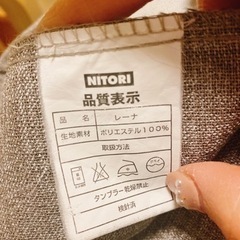 NITORI
品質表示
品名 レーナ
生地素材 ポリエステル100%
取扱方法
タンブラー乾燥禁止
検針済